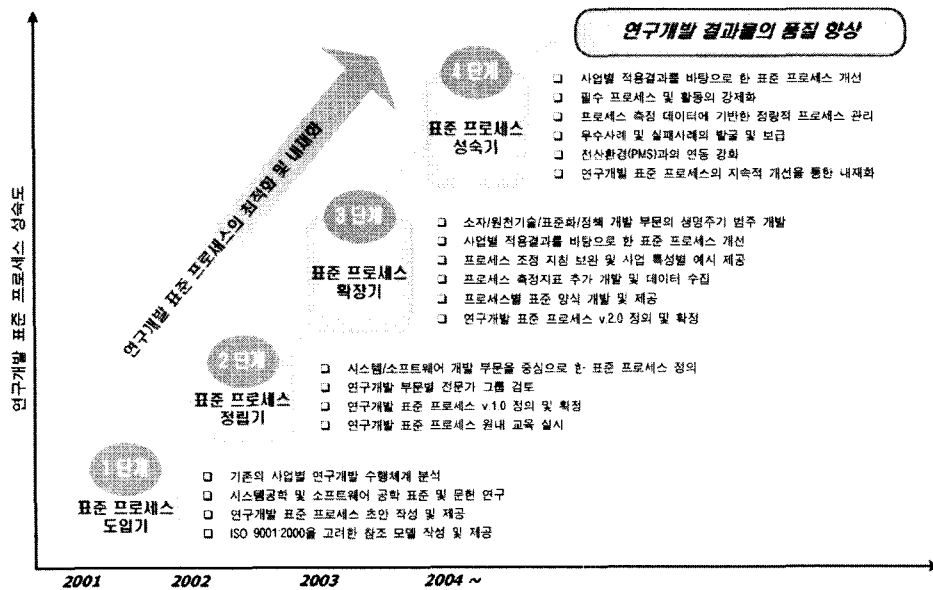 연구개발 결과물의 품질 향상
4 단계
표준 프로세스
성숙기
❑ 사업별 적용결과를 바탕으로 한 표준 프로세스 개선
❑ 필수 프로세스 및 활동의 강제화
❑ 프로세스 측정 데이터에 기반한 정량적 프로세스 관리
❑ 우수사례 및 실패사례의 발굴 및 보급
❑ 전산환경(PMS)과의 연동 강화
❑ 연구개발 표준 프로세스의 지속적 개선을 통한 내재화
연구개발 표준 프로세스의 최적화 및 내재화
연구개발 표준 프로세스 성숙도
3 단계
표준 프로세스
확장기
❑ 소자/원천기술/표준화/정책 개발 부문의 생명주기 범주 개발
❑ 사업별 적용결과를 바탕으로 한 표준 프로세스 개선
❑ 프로세스 조정 지침 보완 및 사업 특성별 예시 제공
❑ 프로세스 측정지표 추가 개발 및 데이터 수집
❑ 프로세스별 표준 양식 개발 및 제공
❑ 연구개발 표준 프로세스 v.2.0 정의 및 확정
2 단계
표준 프로세스
정립기
❑ 시스템/소프트웨어 개발 부문을 중심으로 한 표준 프로세스 정의
❑ 연구개발 부문별 전문가 그룹 검토
❑ 연구개발 표준 프로세스 v.1.0 정의 및 확정
❑ 연구개발 표준 프로세스 원내 교육 실시
1 단계
표준 프로세스
도입기
❑ 기존의 사업별 연구개발 수행체계 분석
❑ 시스템공학 및 소프트웨어 공학 표준 및 문헌 연구
❑ 연구개발 표준 프로세스 초안 작성 및 제공
❑ ISO 9001:2000을 고려한 참조 모델 작성 및 제공
2001 2002 2003 2004 ~